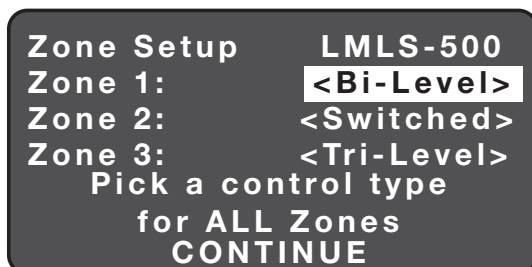 Zone Setup LMLS-500
Zone 1: <Bi-Level>
Zone 2: <Switched>
Zone 3: <Tri-Level>
Pick a control type
for ALL Zones
CONTINUE